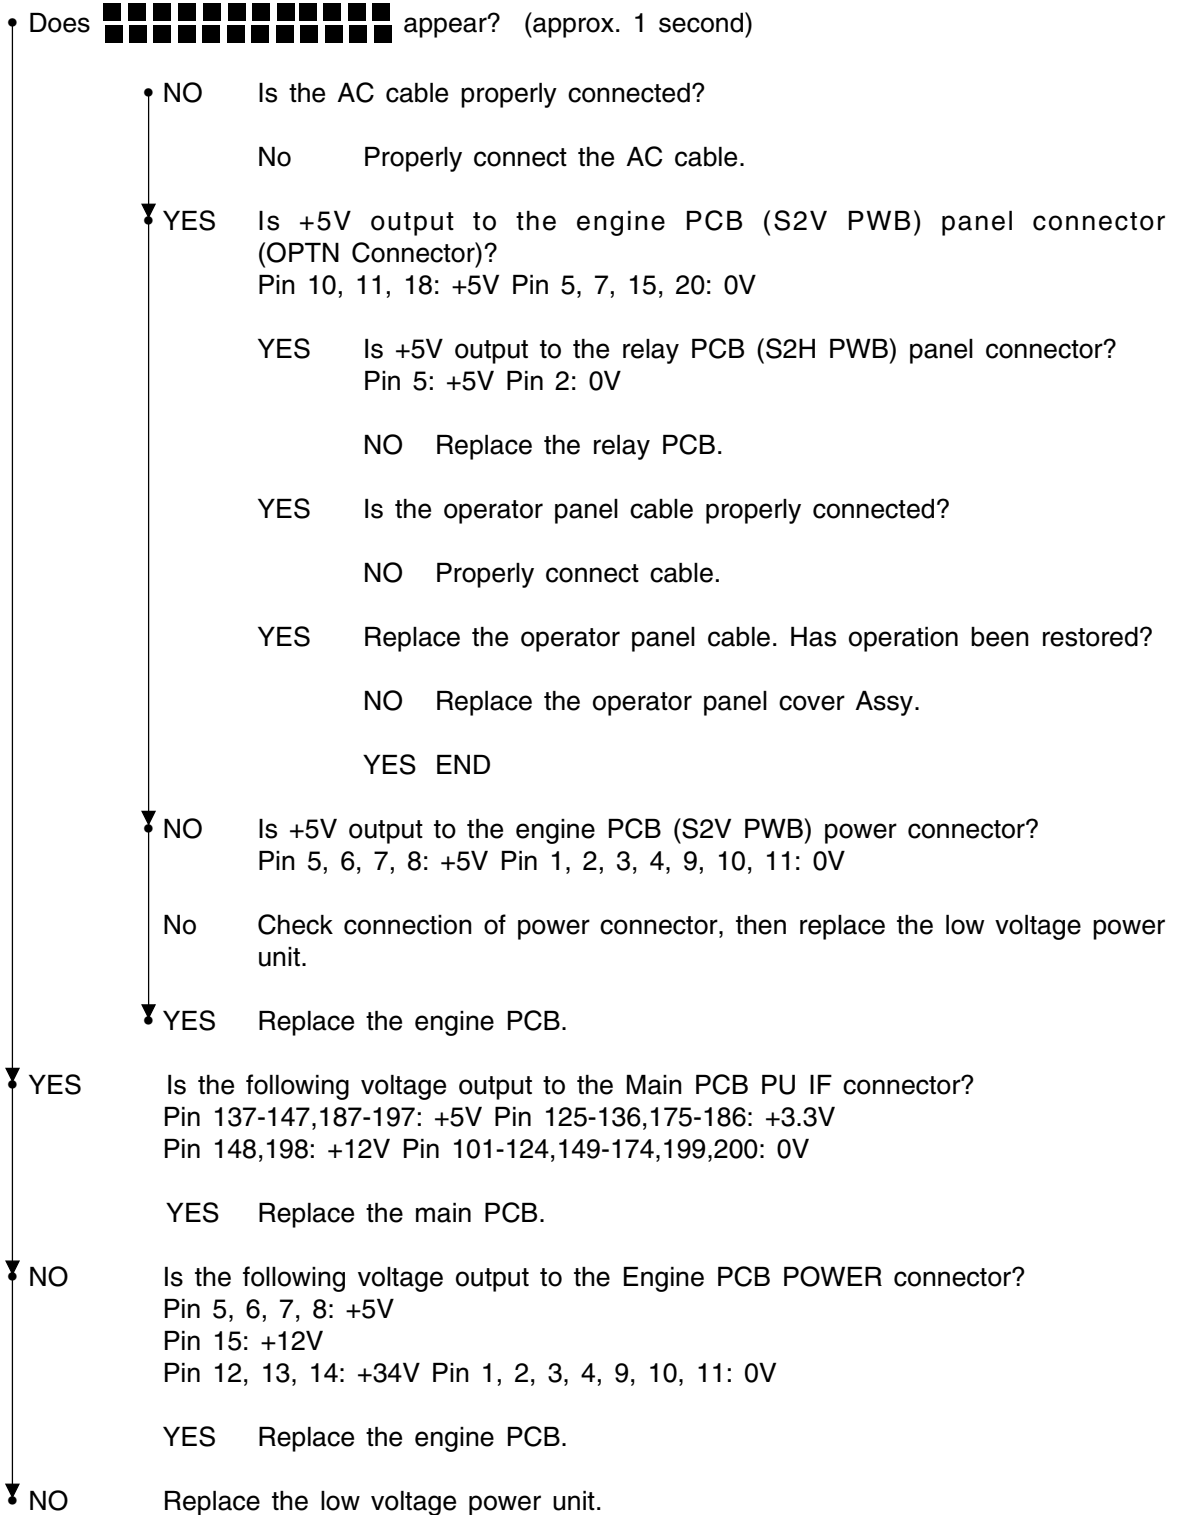 Does ■■■■■■■■■■■■ appear? (approx. 1 second)
NO Is the AC cable properly connected?
No Properly connect the AC cable.
YES Is +5V output to the engine PCB (S2V PWB) panel connector
(OPTN Connector)?
Pin 10, 11, 18: +5V Pin 5, 7, 15, 20: 0V
YES Is +5V output to the relay PCB (S2H PWB) panel connector?
Pin 5: +5V Pin 2: 0V
NO Replace the relay PCB.
YES Is the operator panel cable properly connected?
NO Properly connect cable.
YES Replace the operator panel cable. Has operation been restored?
NO Replace the operator panel cover Assy.
YES END
NO Is +5V output to the engine PCB (S2V PWB) power connector?
Pin 5, 6, 7, 8: +5V Pin 1, 2, 3, 4, 9, 10, 11: 0V
No Check connection of power connector, then replace the low voltage power
unit.
YES Replace the engine PCB.
YES Is the following voltage output to the Main PCB PU IF connector?
Pin 137-147,187-197: +5V Pin 125-136,175-186: +3.3V
Pin 148,198: +12V Pin 101-124,149-174,199,200: 0V
YES Replace the main PCB.
NO Is the following voltage output to the Engine PCB POWER connector?
Pin 5, 6, 7, 8: +5V
Pin 15: +12V
Pin 12, 13, 14: +34V Pin 1, 2, 3, 4, 9, 10, 11: 0V
YES Replace the engine PCB.
NO Replace the low voltage power unit.